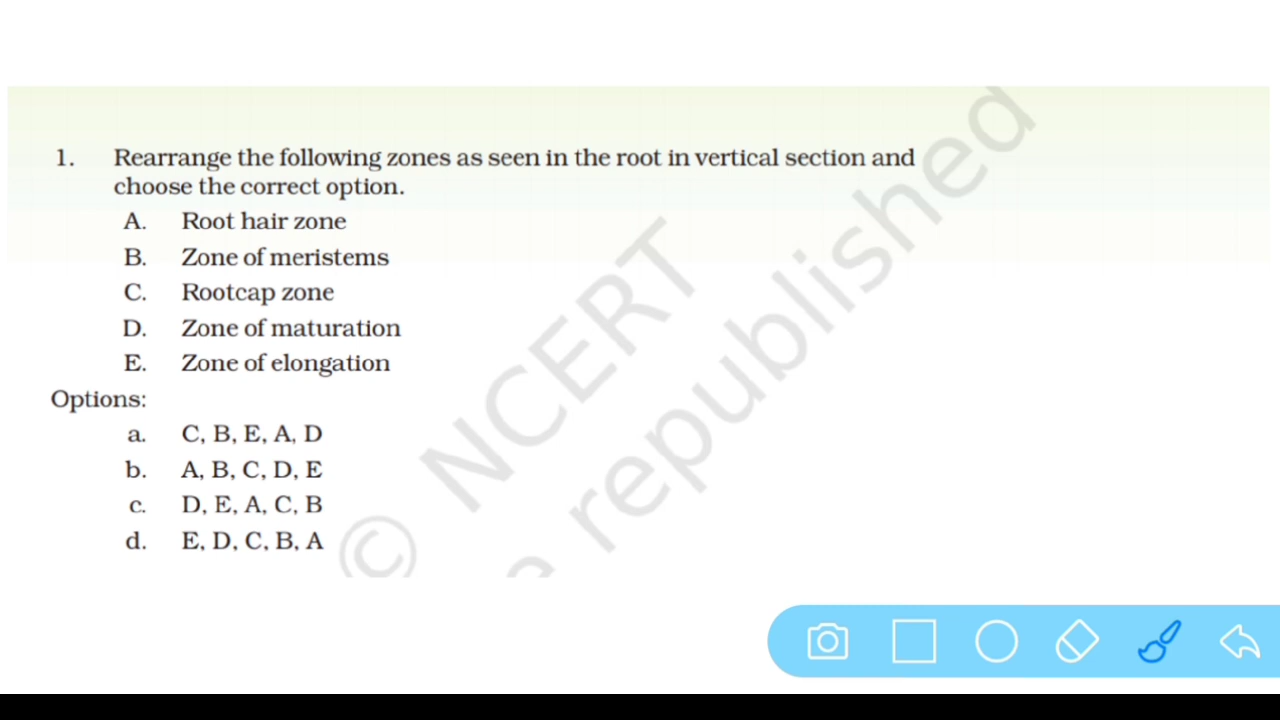 1. Rearrange the following zones as seen in the root in vertical section and
choose the correct option.
A. Root hair zone
B. Zone of meristems
C. Rootcap zone
D. Zone of maturation
E. Zone of elongation
Options:
a. C, B, E, A, D
b. A, B, C, D, E
c. D, E, A, C, B
d. E, D, C, B, A
© NCERT
republished